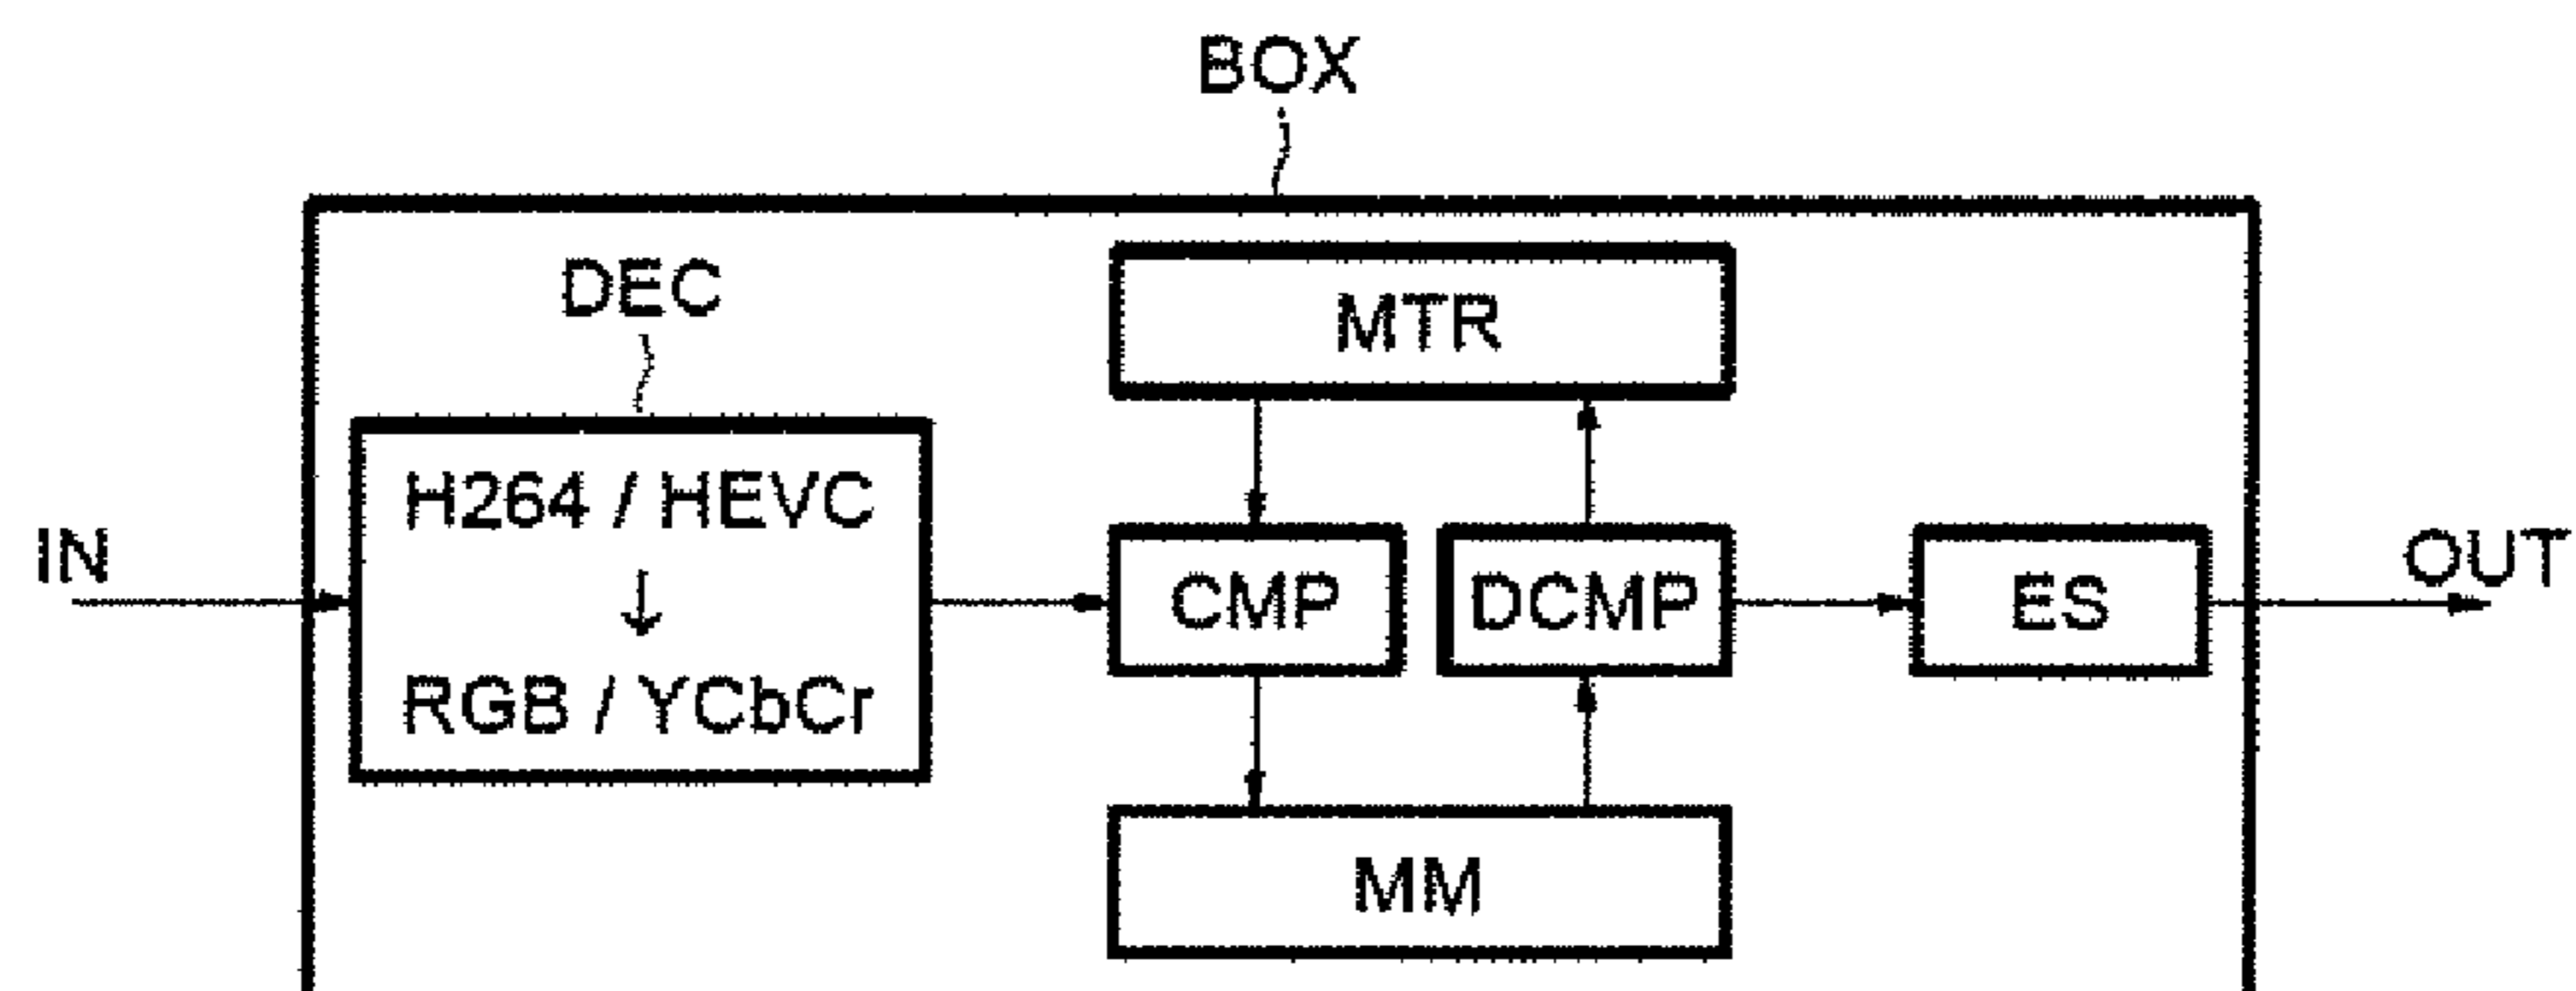 BOX
DEC
MTR
H264 / HEVC
IN
OUT
CMP
DCMP
ES
↓
RGB / YCbCr
MM